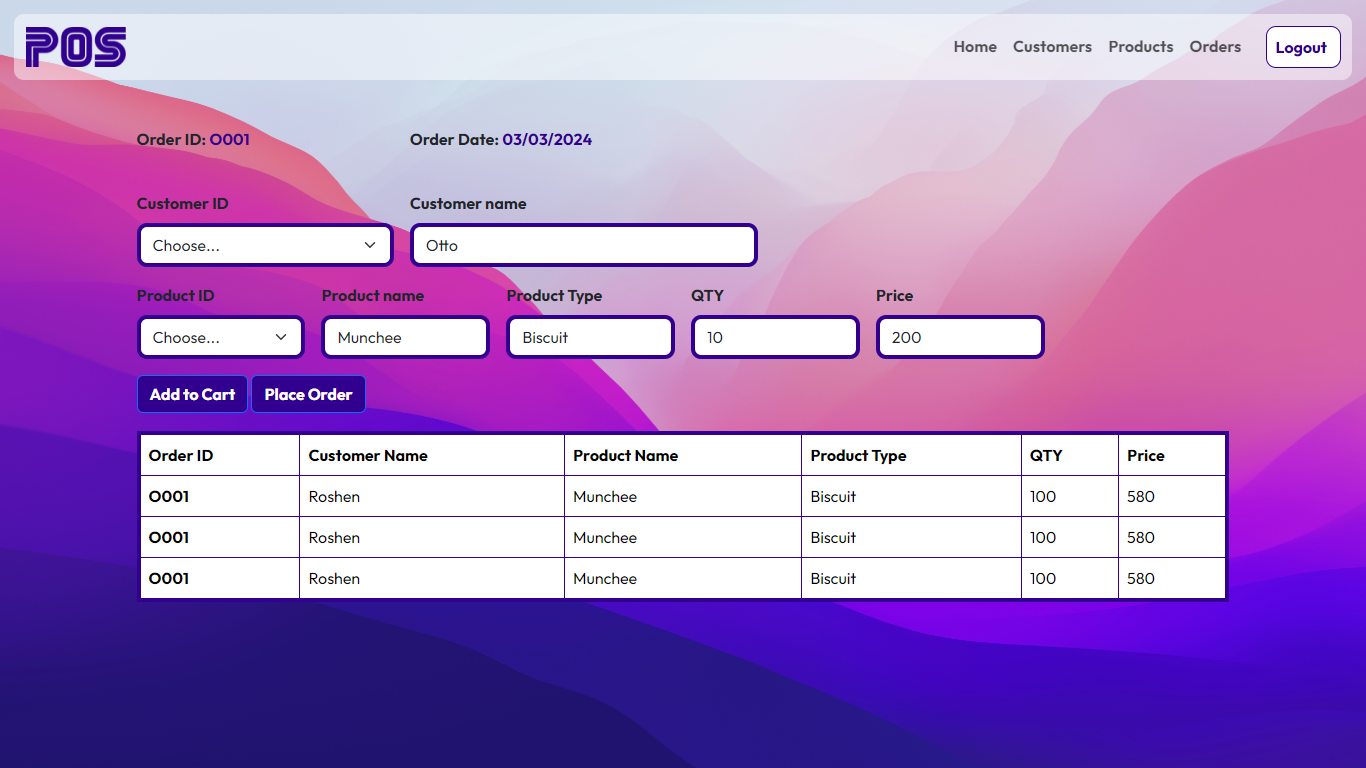 POS Home Customers Products Orders Logout
Order ID: O001 Order Date: 03/03/2024
Customer ID Customer name
Choose... Otto
Product ID Product name Product Type QTY Price
Choose... Munchee Biscuit 10 200
Add to Cart Place Order
Order ID Customer Name Product Name Product Type QTY Price
O001 Roshen Munchee Biscuit 100 580
O001 Roshen Munchee Biscuit 100 580
O001 Roshen Munchee Biscuit 100 580